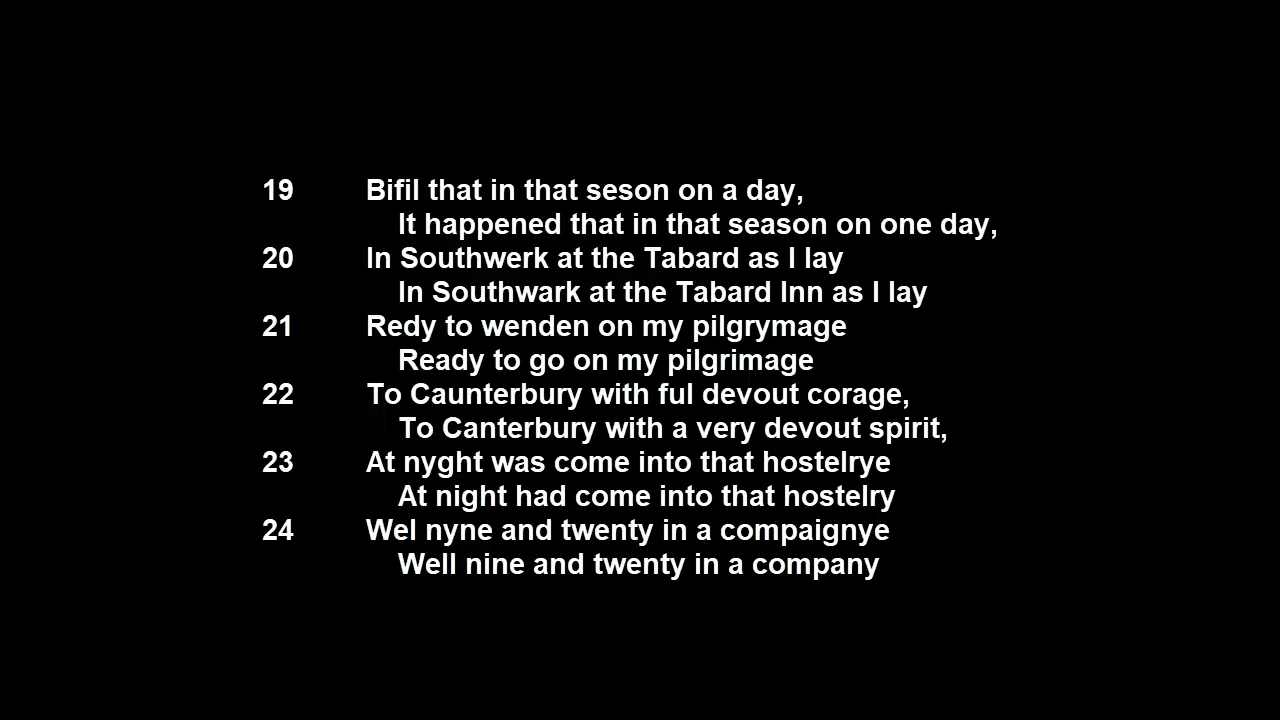 19 Bifil that in that seson on a day,
It happened that in that season on one day,
20 In Southwerk at the Tabard as I lay
In Southwark at the Tabard Inn as I lay
21 Redy to wenden on my pilgrymage
Ready to go on my pilgrimage
22 To Caunterbury with ful devout corage,
To Canterbury with a very devout spirit,
23 At nyght was come into that hostelrye
At night had come into that hostelry
24 Wel nyne and twenty in a compaignye
Well nine and twenty in a company